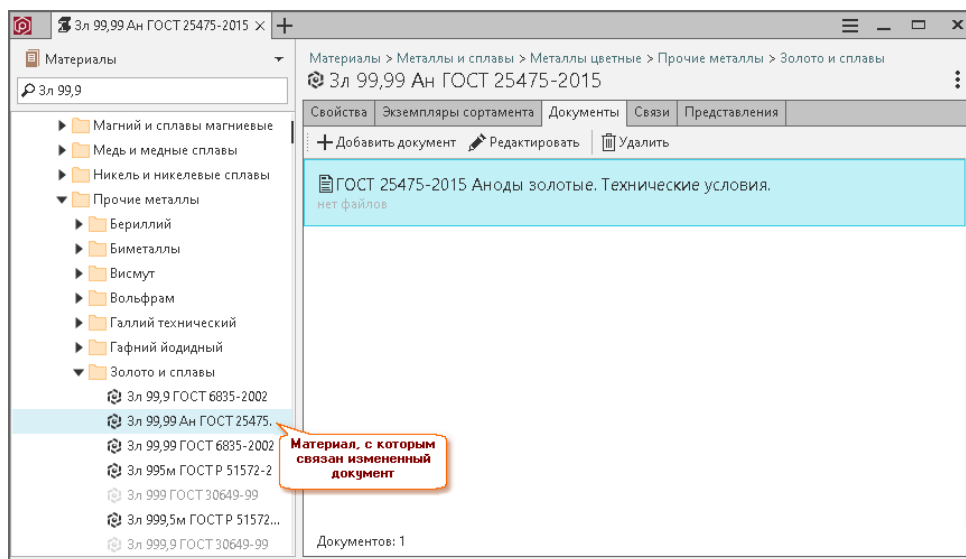 Зл 99,99 Ан ГОСТ 25475-2015
Материалы
Зл 99,9
Магний и сплавы магниевые
Медь и медные сплавы
Никель и никелевые сплавы
Прочие металлы
Бериллий
Биметаллы
Висмут
Вольфрам
Галлий технический
Гафний йодидный
Золото и сплавы
Зл 99,9 ГОСТ 6835-2002
Зл 99,99 Ан ГОСТ 25475.
Зл 99,99 ГОСТ 6835-2002
Зл 995м ГОСТ Р 51572-2
Зл 999 ГОСТ 30649-99
Зл 999,5м ГОСТ Р 51572...
Зл 999,9 ГОСТ 30649-99
Материал, с которым
связан измененный
документ
Материалы > Металлы и сплавы > Металлы цветные > Прочие металлы > Золото и сплавы
Зл 99,99 Ан ГОСТ 25475-2015
Свойства Экземпляры сортамента Документы Связи Представления
Добавить документ Редактировать Удалить
ГОСТ 25475-2015 Аноды золотые. Технические условия.
нет файлов
Документов: 1